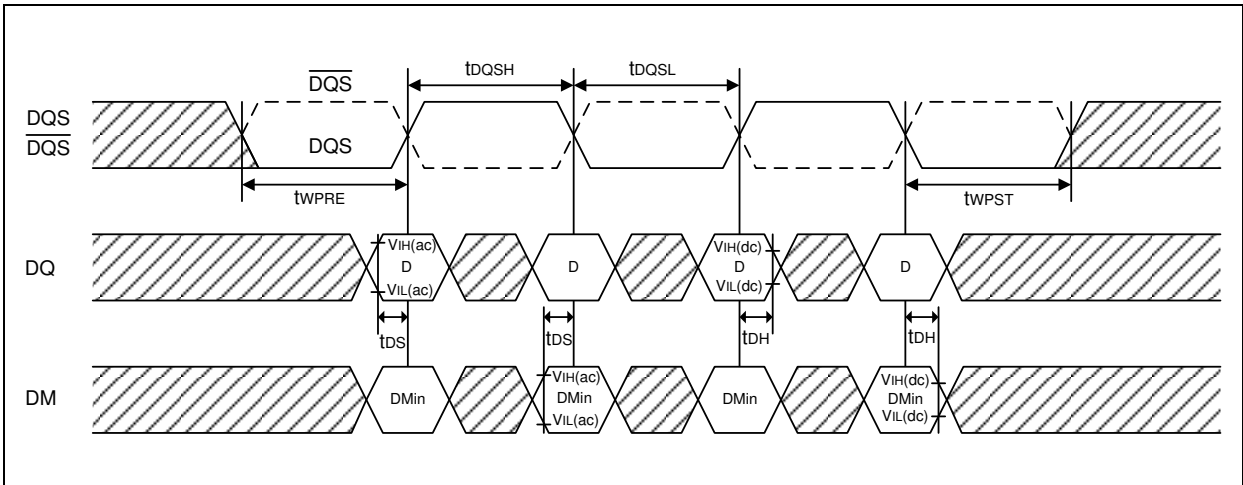 DQS
tDQSH
tDQSL
DQS
DQS
DQS
tWPRE
tWPST
DQ
VIH(ac)
D
VIL(ac)
D
VIH(dc)
D
VIL(dc)
D
tDS
tDS
tDH
tDH
DM
DMin
VIH(ac)
DMin
VIL(ac)
DMin
VIH(dc)
DMin
VIL(dc)